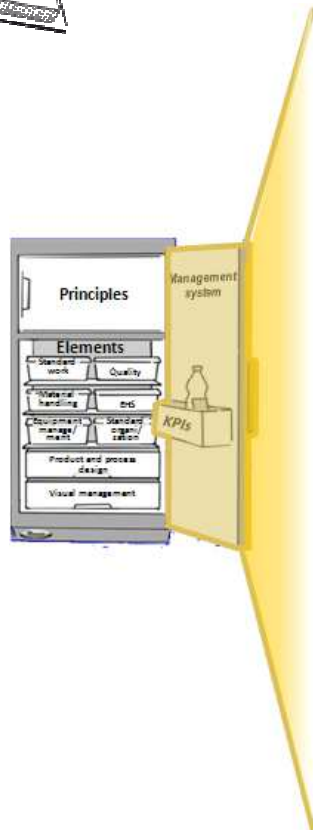 Principles
Management
system
Elements
Standard
work
Quality
Material
handling
EHS
Equipment
manage/
ment
Standard
organi/
sation
KPIs
Product and process
design
Visual management